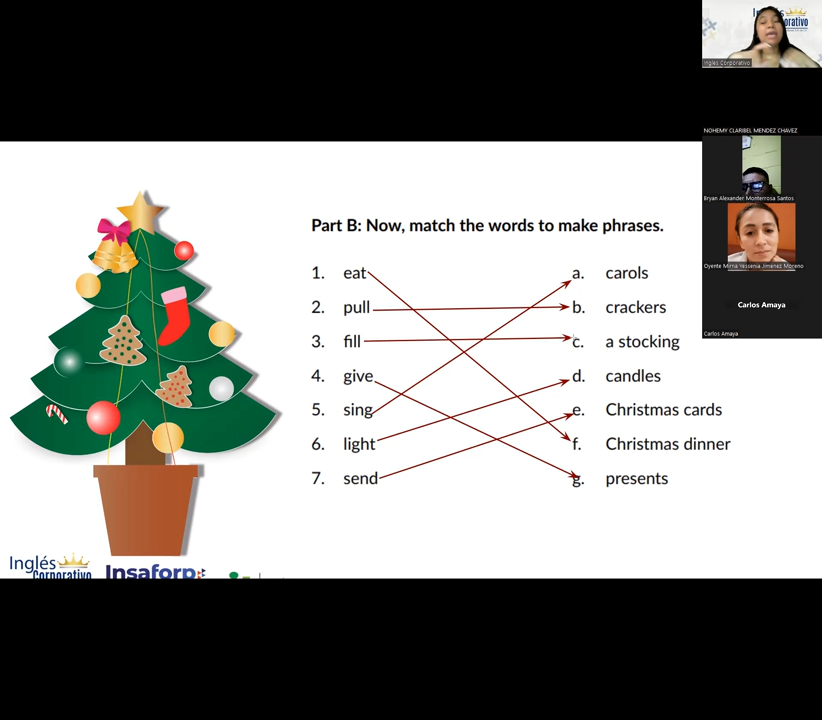 Inglés
orativo
Inglés Corporativo
NOHEMY CLARIBEL MENDEZ CHAVEZ
Bryan Alexander Monterrosa Santos
Oyente Mirna Yessenia Jimenez Moreno
Carlos Amaya
Carlos Amaya
Part B: Now, match the words to make phrases.
1. eat a. carols
2. pull b. crackers
3. fill c. a stocking
4. give d. candles
5. sing e. Christmas cards
6. light f. Christmas dinner
7. send g. presents
Inglés
Corporativo
Insaforp